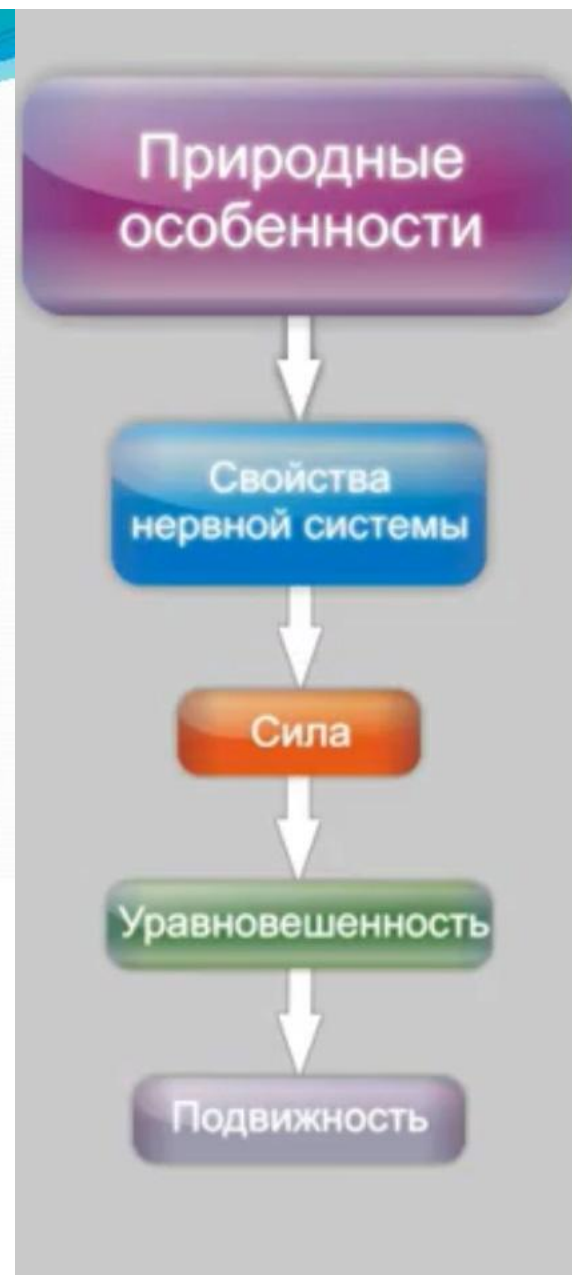 Природные
особенности
Свойства
нервной системы
Сила
Уравновешенность
Подвижность